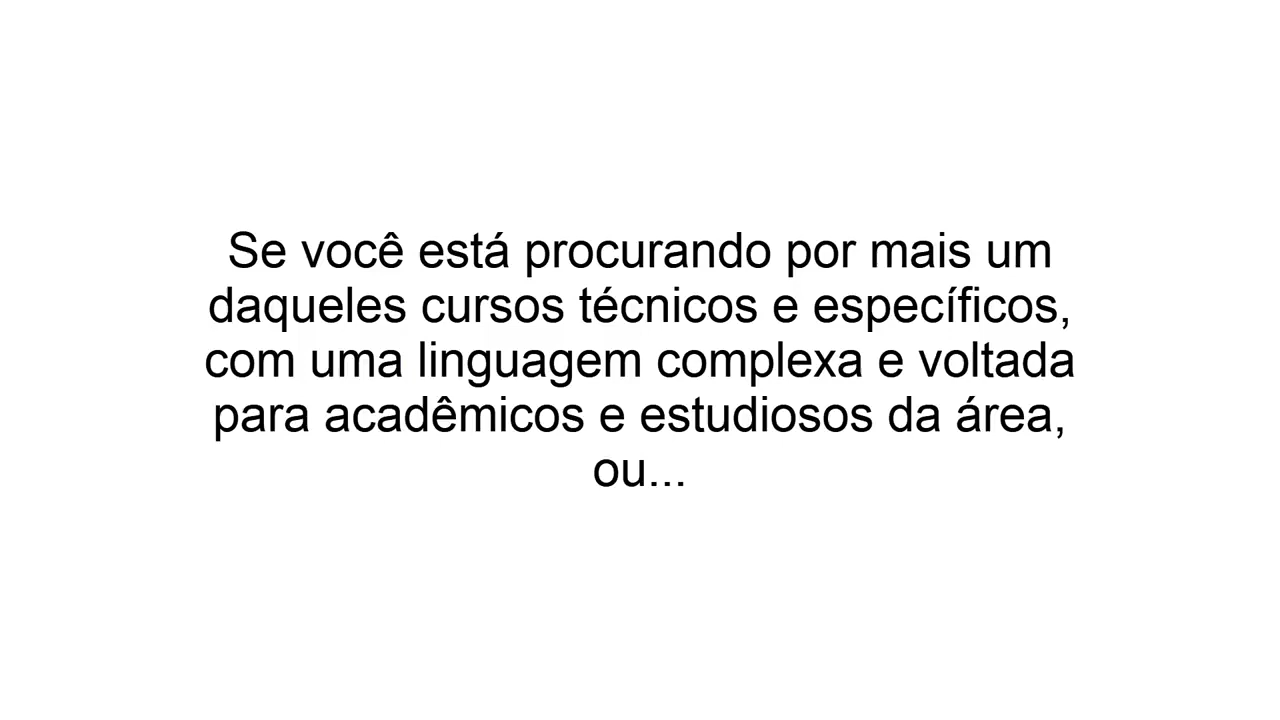 Se você está procurando por mais um
daqueles cursos técnicos e específicos,
com uma linguagem complexa e voltada
para acadêmicos e estudiosos da área,
ou...